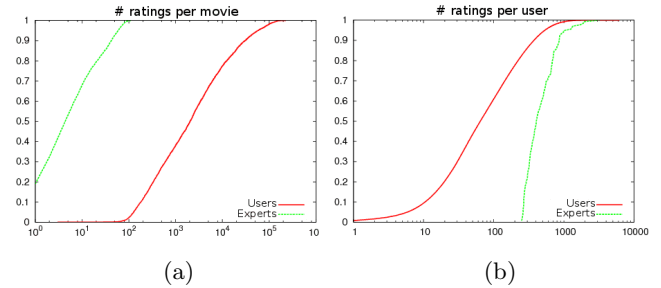 # ratings per movie
1
0.9
0.8
0.7
0.6
0.5
0.4
0.3
0.2
0.1
0
Users
Experts
10^0 10^1 10^2 10^3 10^4 10^5 10
(a)
# ratings per user
1
0.9
0.8
0.7
0.6
0.5
0.4
0.3
0.2
0.1
0
Users
Experts
1 10 100 1000 10000
(b)